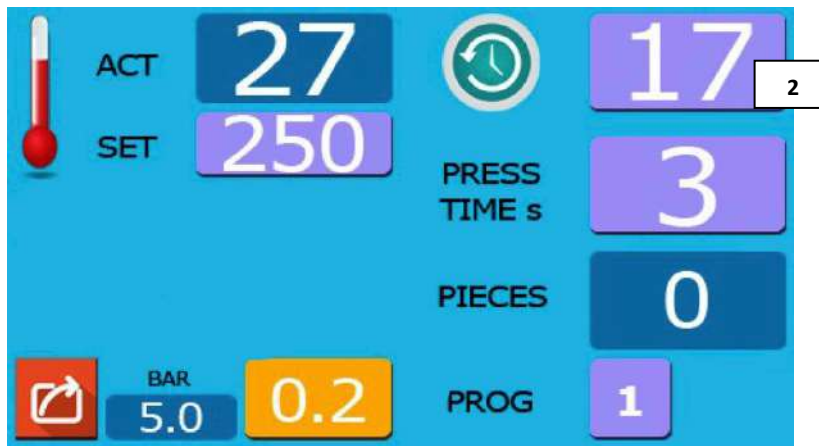 ACT 27 17
2
SET 250
PRESS
TIME s 3
PIECES 0
BAR
5.0 0.2 PROG 1